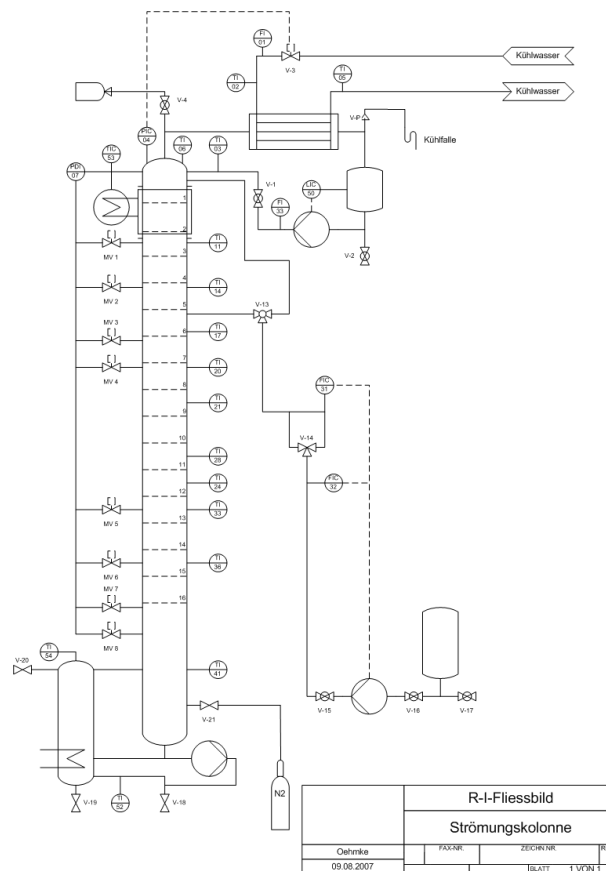 FI
01
Kühlwasser
V-3
TI
05
TI
02
Kühlwasser
V-4
V-P
PIC
04
TI
06
TI
03
Kühlfalle
TIC
53
PDI
07
LIC
50
V-1
FI
33
1
2
TI
11
V-2
MV 1
3
4
TI
14
MV 2
V-13
5
MV 3
6
TI
17
7
TI
20
MV 4
FIC
31
8
TI
21
9
V-14
10
TI
28
11
TI
24
FIC
32
12
TI
33
MV 5
13
14
TI
36
MV 6
15
MV 7
16
MV 8
TI
54
V-20
TI
41
V-15
V-16
V-17
V-21
N2
TI
52
V-19
V-18
R-I-Fliessbild
Strömungskolonne
Oehmke
FAX-NR.
ZEICHN.NR.
09.08.2007
BLATT
1 VON 1